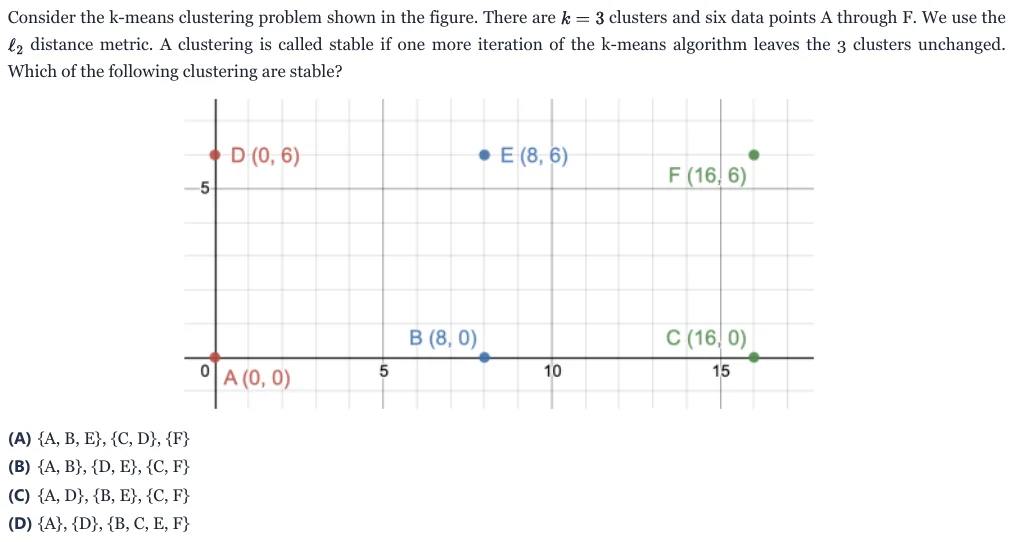 Consider the k-means clustering problem shown in the figure. There are k = 3 clusters and six data points A through F. We use the
ℓ₂ distance metric. A clustering is called stable if one more iteration of the k-means algorithm leaves the 3 clusters unchanged.
Which of the following clustering are stable?
D (0, 6)
E (8, 6)
F (16, 6)
5
B (8, 0)
C (16, 0)
0
5
10
15
A (0, 0)
(A) {A, B, E}, {C, D}, {F}
(B) {A, B}, {D, E}, {C, F}
(C) {A, D}, {B, E}, {C, F}
(D) {A}, {D}, {B, C, E, F}